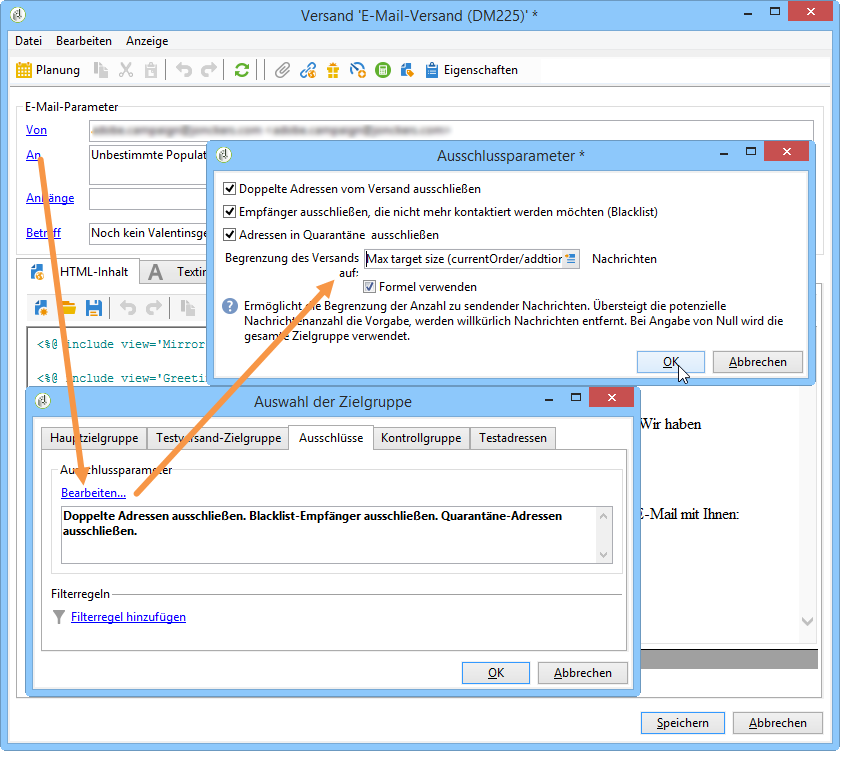 Versand 'E-Mail-Versand (DM225)' *
Datei Bearbeiten Anzeige
Planung Eigenschaften
E-Mail-Parameter
Von
An Unbestimmte Populat
Anhänge
Betreff Noch kein Valentinsge
HTML-Inhalt A Textin
<%@ include view='Mirror
<%@ include view='Greeti
Wir haben
E-Mail mit Ihnen:
Ausschlussparameter *
Doppelte Adressen vom Versand ausschließen
Empfänger ausschließen, die nicht mehr kontaktiert werden möchten (Blacklist)
Adressen in Quarantäne ausschließen
Begrenzung des Versands auf: Max target size (currentOrder/addtion Nachrichten
Formel verwenden
Ermöglicht die Begrenzung der Anzahl zu sendender Nachrichten. Übersteigt die potenzielle
Nachrichtenanzahl die Vorgabe, werden willkürlich Nachrichten entfernt. Bei Angabe von Null wird die
gesamte Zielgruppe verwendet.
OK Abbrechen
Auswahl der Zielgruppe
Hauptzielgruppe Testversand-Zielgruppe Ausschlüsse Kontrollgruppe Testadressen
Ausschlussparameter
Bearbeiten...
Doppelte Adressen ausschließen. Blacklist-Empfänger ausschließen. Quarantäne-Adressen
ausschließen.
Filterregeln
Filterregel hinzufügen
OK Abbrechen
Speichern Abbrechen